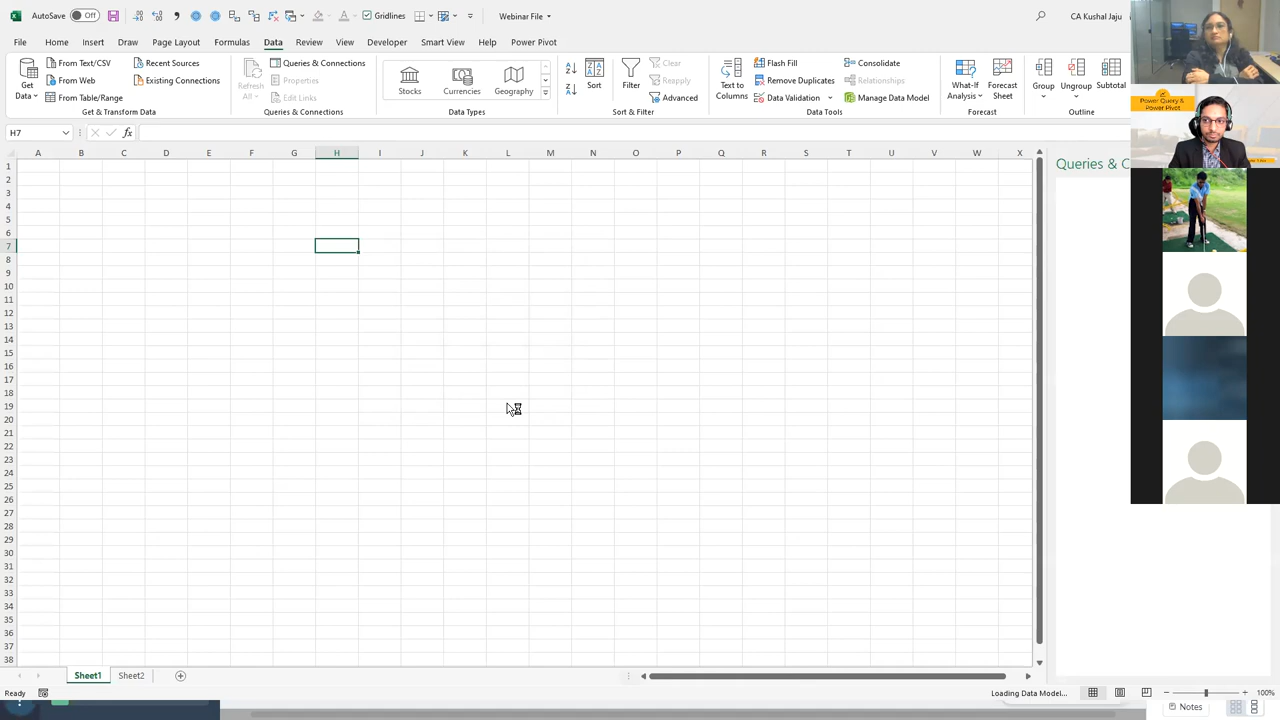 AutoSave Off Gridlines Webinar File CA Kushal Jaju
File Home Insert Draw Page Layout Formulas Data Review View Developer Smart View Help Power Pivot
Get Data
From Text/CSV
From Web
From Table/Range
Recent Sources
Existing Connections
Get & Transform Data
Refresh All
Queries & Connections
Properties
Edit Links
Queries & Connections
Stocks
Currencies
Geography
Data Types
Sort
Filter
Clear
Reapply
Advanced
Sort & Filter
Text to Columns
Flash Fill
Remove Duplicates
Data Validation
Consolidate
Relationships
Manage Data Model
Data Tools
What-If Analysis
Forecast Sheet
Forecast
Group
Ungroup
Subtotal
Outline
Power Query & Power Pivot
H7 fx
A B C D E F G H I J K L M N O P Q R S T U V W X
Queries & C
1
2
3
4
5
6
7
8
9
10
11
12
13
14
15
16
17
18
19
20
21
22
23
24
25
26
27
28
29
30
31
32
33
34
35
36
37
38
Sheet1 Sheet2
Ready Loading Data Model... 100%
Notes